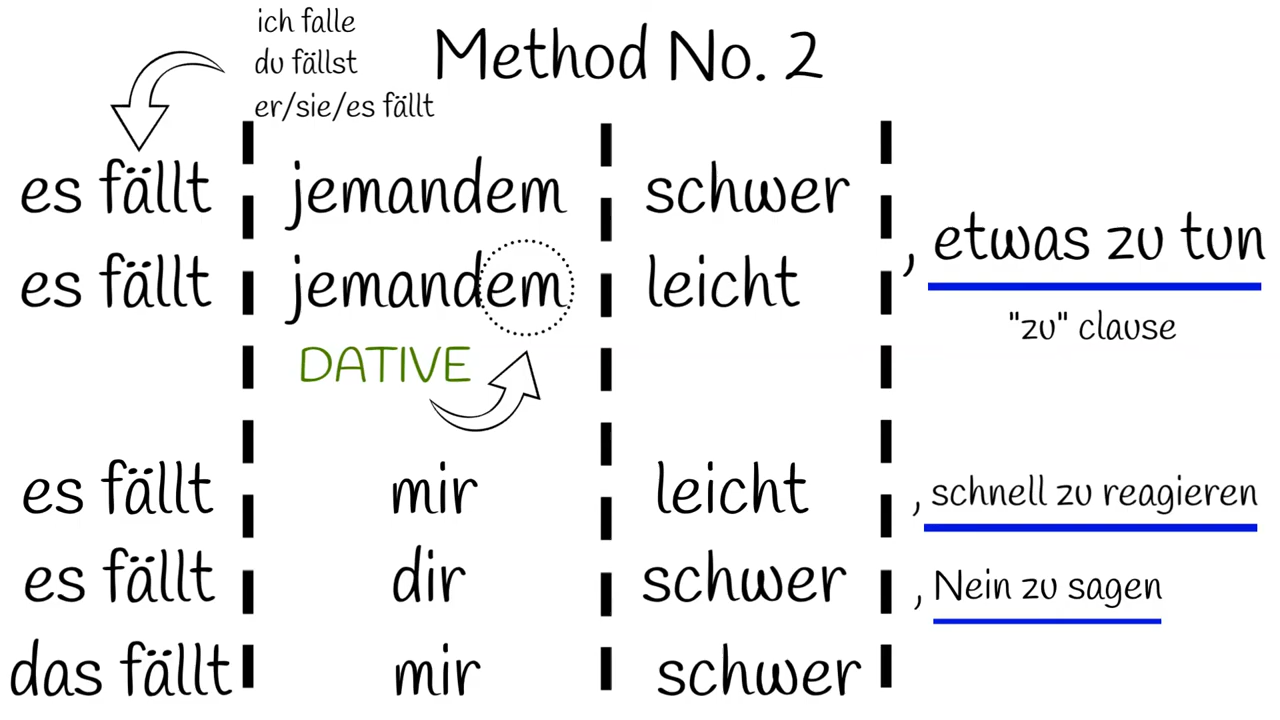 ich falle
du fällst
er/sie/es fällt
Method No. 2
es fällt jemandem schwer
es fällt jemandem leicht
, etwas zu tun
"zu" clause
DATIVE
es fällt mir leicht , schnell zu reagieren
es fällt dir schwer , Nein zu sagen
das fällt mir schwer